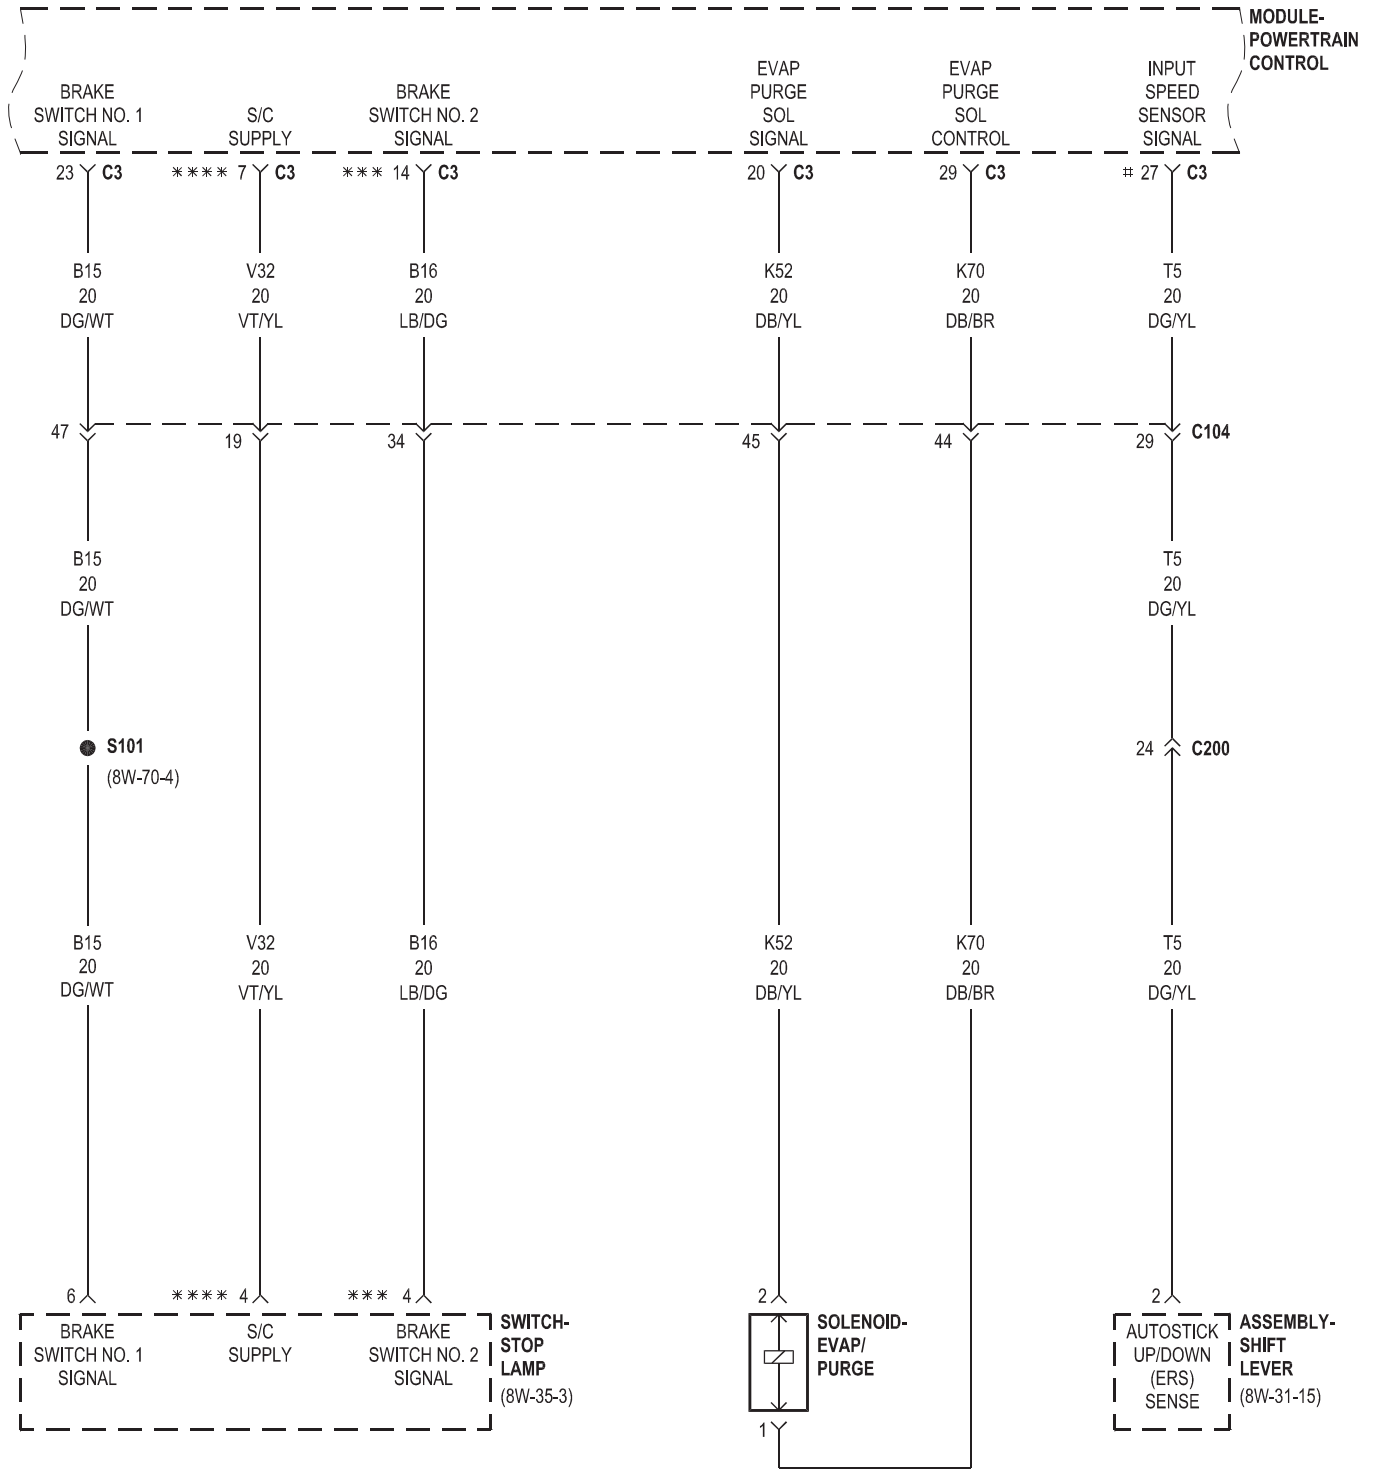 MODULE-
POWERTRAIN
CONTROL
BRAKE
SWITCH NO. 1
SIGNAL
S/C
SUPPLY
BRAKE
SWITCH NO. 2
SIGNAL
EVAP
PURGE
SOL
SIGNAL
EVAP
PURGE
SOL
CONTROL
INPUT
SPEED
SENSOR
SIGNAL
23 C3
**** 7 C3
*** 14 C3
20 C3
29 C3
# 27 C3
B15
20
DG/WT
V32
20
VT/YL
B16
20
LB/DG
K52
20
DB/YL
K70
20
DB/BR
T5
20
DG/YL
47
19
34
45
44
29
C104
B15
20
DG/WT
T5
20
DG/YL
S101
(8W-70-4)
24 C200
B15
20
DG/WT
V32
20
VT/YL
B16
20
LB/DG
K52
20
DB/YL
K70
20
DB/BR
T5
20
DG/YL
6
**** 4
*** 4
2
2
BRAKE
SWITCH NO. 1
SIGNAL
S/C
SUPPLY
BRAKE
SWITCH NO. 2
SIGNAL
SWITCH-
STOP
LAMP
(8W-35-3)
SOLENOID-
EVAP/
PURGE
1
AUTOSTICK
UP/DOWN
(ERS)
SENSE
ASSEMBLY-
SHIFT
LEVER
(8W-31-15)